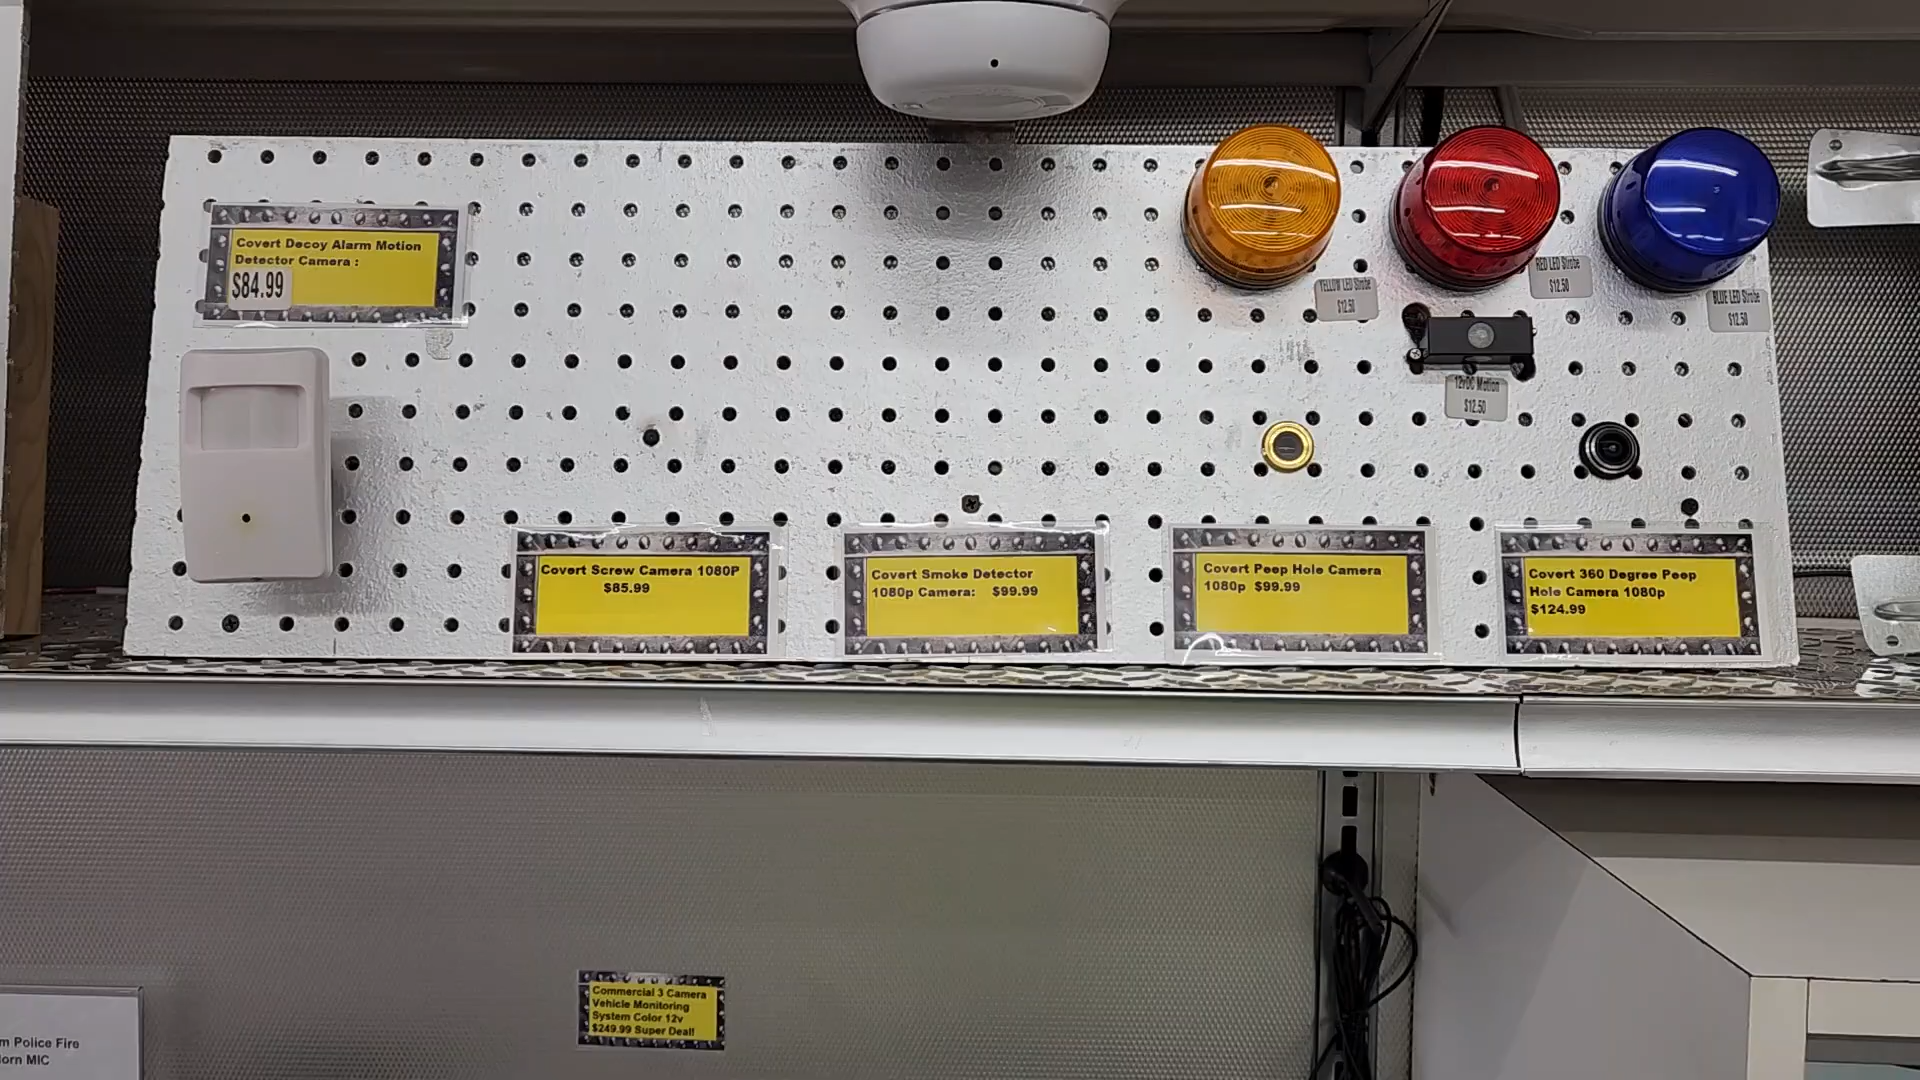 Covert Decoy Alarm Motion
Detector Camera :
$84.99
YELLOW LED Strobe
$12.50
RED LED Strobe
$12.50
BLUE LED Strobe
$12.50
12vDC Motion
$12.50
Covert Screw Camera 1080P
$85.99
Covert Smoke Detector
1080p Camera: $99.99
Covert Peep Hole Camera
1080p $99.99
Covert 360 Degree Peep
Hole Camera 1080p
$124.99
Commercial 3 Camera
Vehicle Monitoring
System Color 12v
$249.99 Super Deal!
m Police Fire
orn MIC